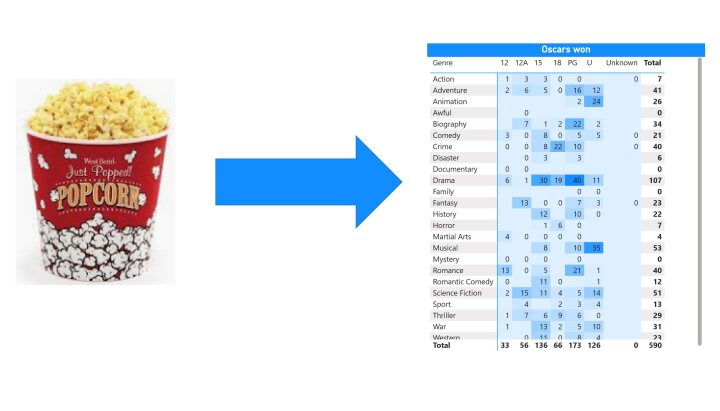 West Bend
Just Popped!
POPCORN
Oscars won
Genre 12 12A 15 18 PG U Unknown Total
Action 1 3 3 0 0 0 7
Adventure 2 6 5 0 16 12 41
Animation 2 24 26
Awful 0 0
Biography 7 1 2 22 2 34
Comedy 3 0 8 0 5 5 0 21
Crime 0 0 8 22 10 0 40
Disaster 0 3 3 6
Documentary 0 0 0
Drama 6 1 30 19 40 11 107
Family 0 0 0
Fantasy 13 0 0 7 3 0 23
History 12 10 0 22
Horror 1 6 0 7
Martial Arts 4 0 0 0 0 4
Musical 8 10 35 53
Mystery 0 0 0 0 0
Romance 13 0 5 21 1 40
Romantic Comedy 0 11 0 1 12
Science Fiction 2 15 11 4 5 14 51
Sport 4 2 3 4 13
Thriller 1 7 6 9 6 0 29
War 1 13 2 5 10 31
Western 0 11 0 8 4 23
Total 33 56 136 66 173 126 0 590